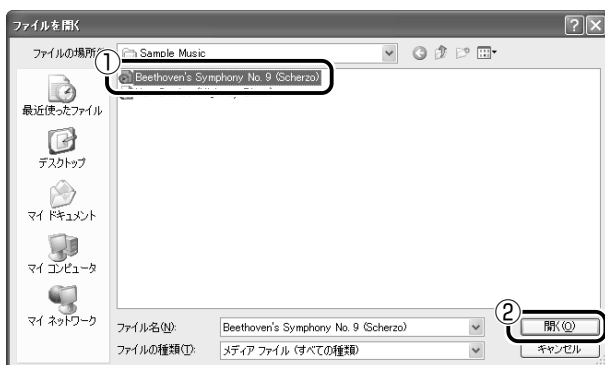 ファイルを開く
ファイルの場所(I):
Sample Music
①
Beethoven's Symphony No. 9 (Scherzo)
最近使ったファイル
デスクトップ
マイ ドキュメント
マイ コンピュータ
マイ ネットワーク
②
ファイル名(N):
Beethoven's Symphony No. 9 (Scherzo)
開く(O)
ファイルの種類(T):
メディア ファイル (すべての種類)
キャンセル